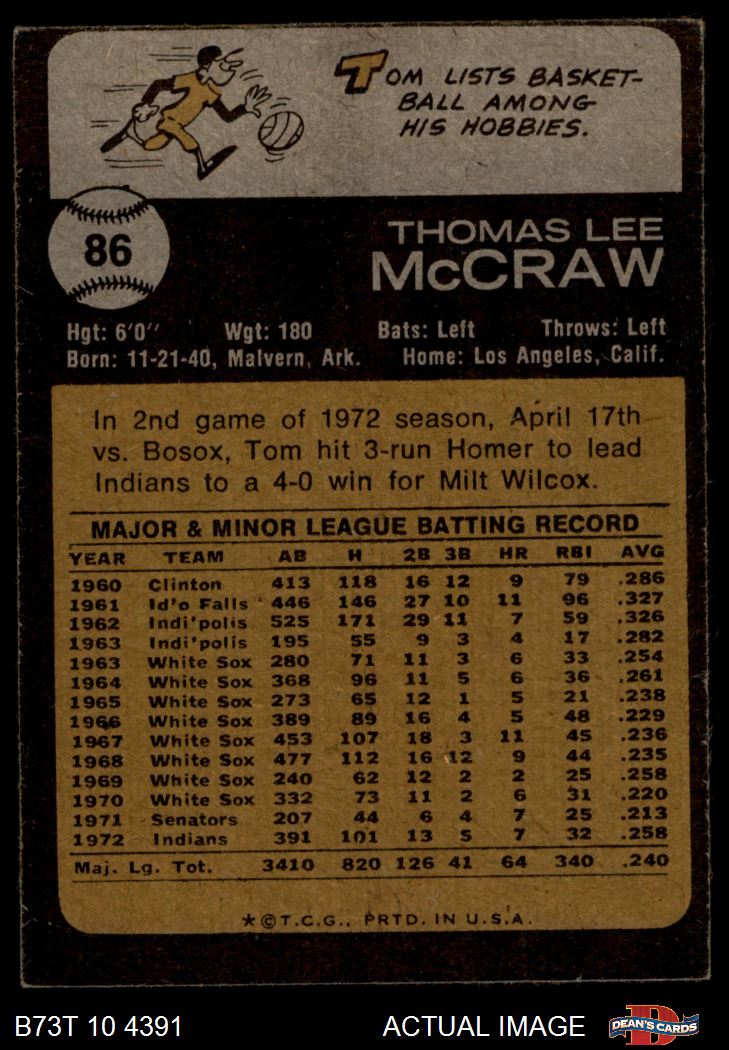 TOM LISTS BASKET-
BALL AMONG
HIS HOBBIES.
86
THOMAS LEE
McCRAW
Hgt: 6'0" Wgt: 180 Bats: Left Throws: Left
Born: 11-21-40, Malvern, Ark. Home: Los Angeles, Calif.
In 2nd game of 1972 season, April 17th
vs. Bosox, Tom hit 3-run Homer to lead
Indians to a 4-0 win for Milt Wilcox.
MAJOR & MINOR LEAGUE BATTING RECORD
YEAR TEAM AB H 2B 3B HR RBI AVG
1960 Clinton 413 118 16 12 9 79 .286
1961 Id'o Falls 446 146 27 10 11 96 .327
1962 Indi'polis 525 171 29 11 7 59 .326
1963 Indi'polis 195 55 9 3 4 17 .282
1963 White Sox 280 71 11 3 6 33 .254
1964 White Sox 368 96 11 5 6 36 .261
1965 White Sox 273 65 12 1 5 21 .238
1966 White Sox 389 89 16 4 5 48 .229
1967 White Sox 453 107 18 3 11 45 .236
1968 White Sox 477 112 16 12 9 44 .235
1969 White Sox 240 62 12 2 2 25 .258
1970 White Sox 332 73 11 2 6 31 .220
1971 Senators 207 44 6 4 7 25 .213
1972 Indians 391 101 13 5 7 32 .258
Maj. Lg. Tot. 3410 820 126 41 64 340 .240
*©T.C.G., PRTD. IN U.S.A.
B73T 10 4391 ACTUAL IMAGE D DEAN'S CARDS